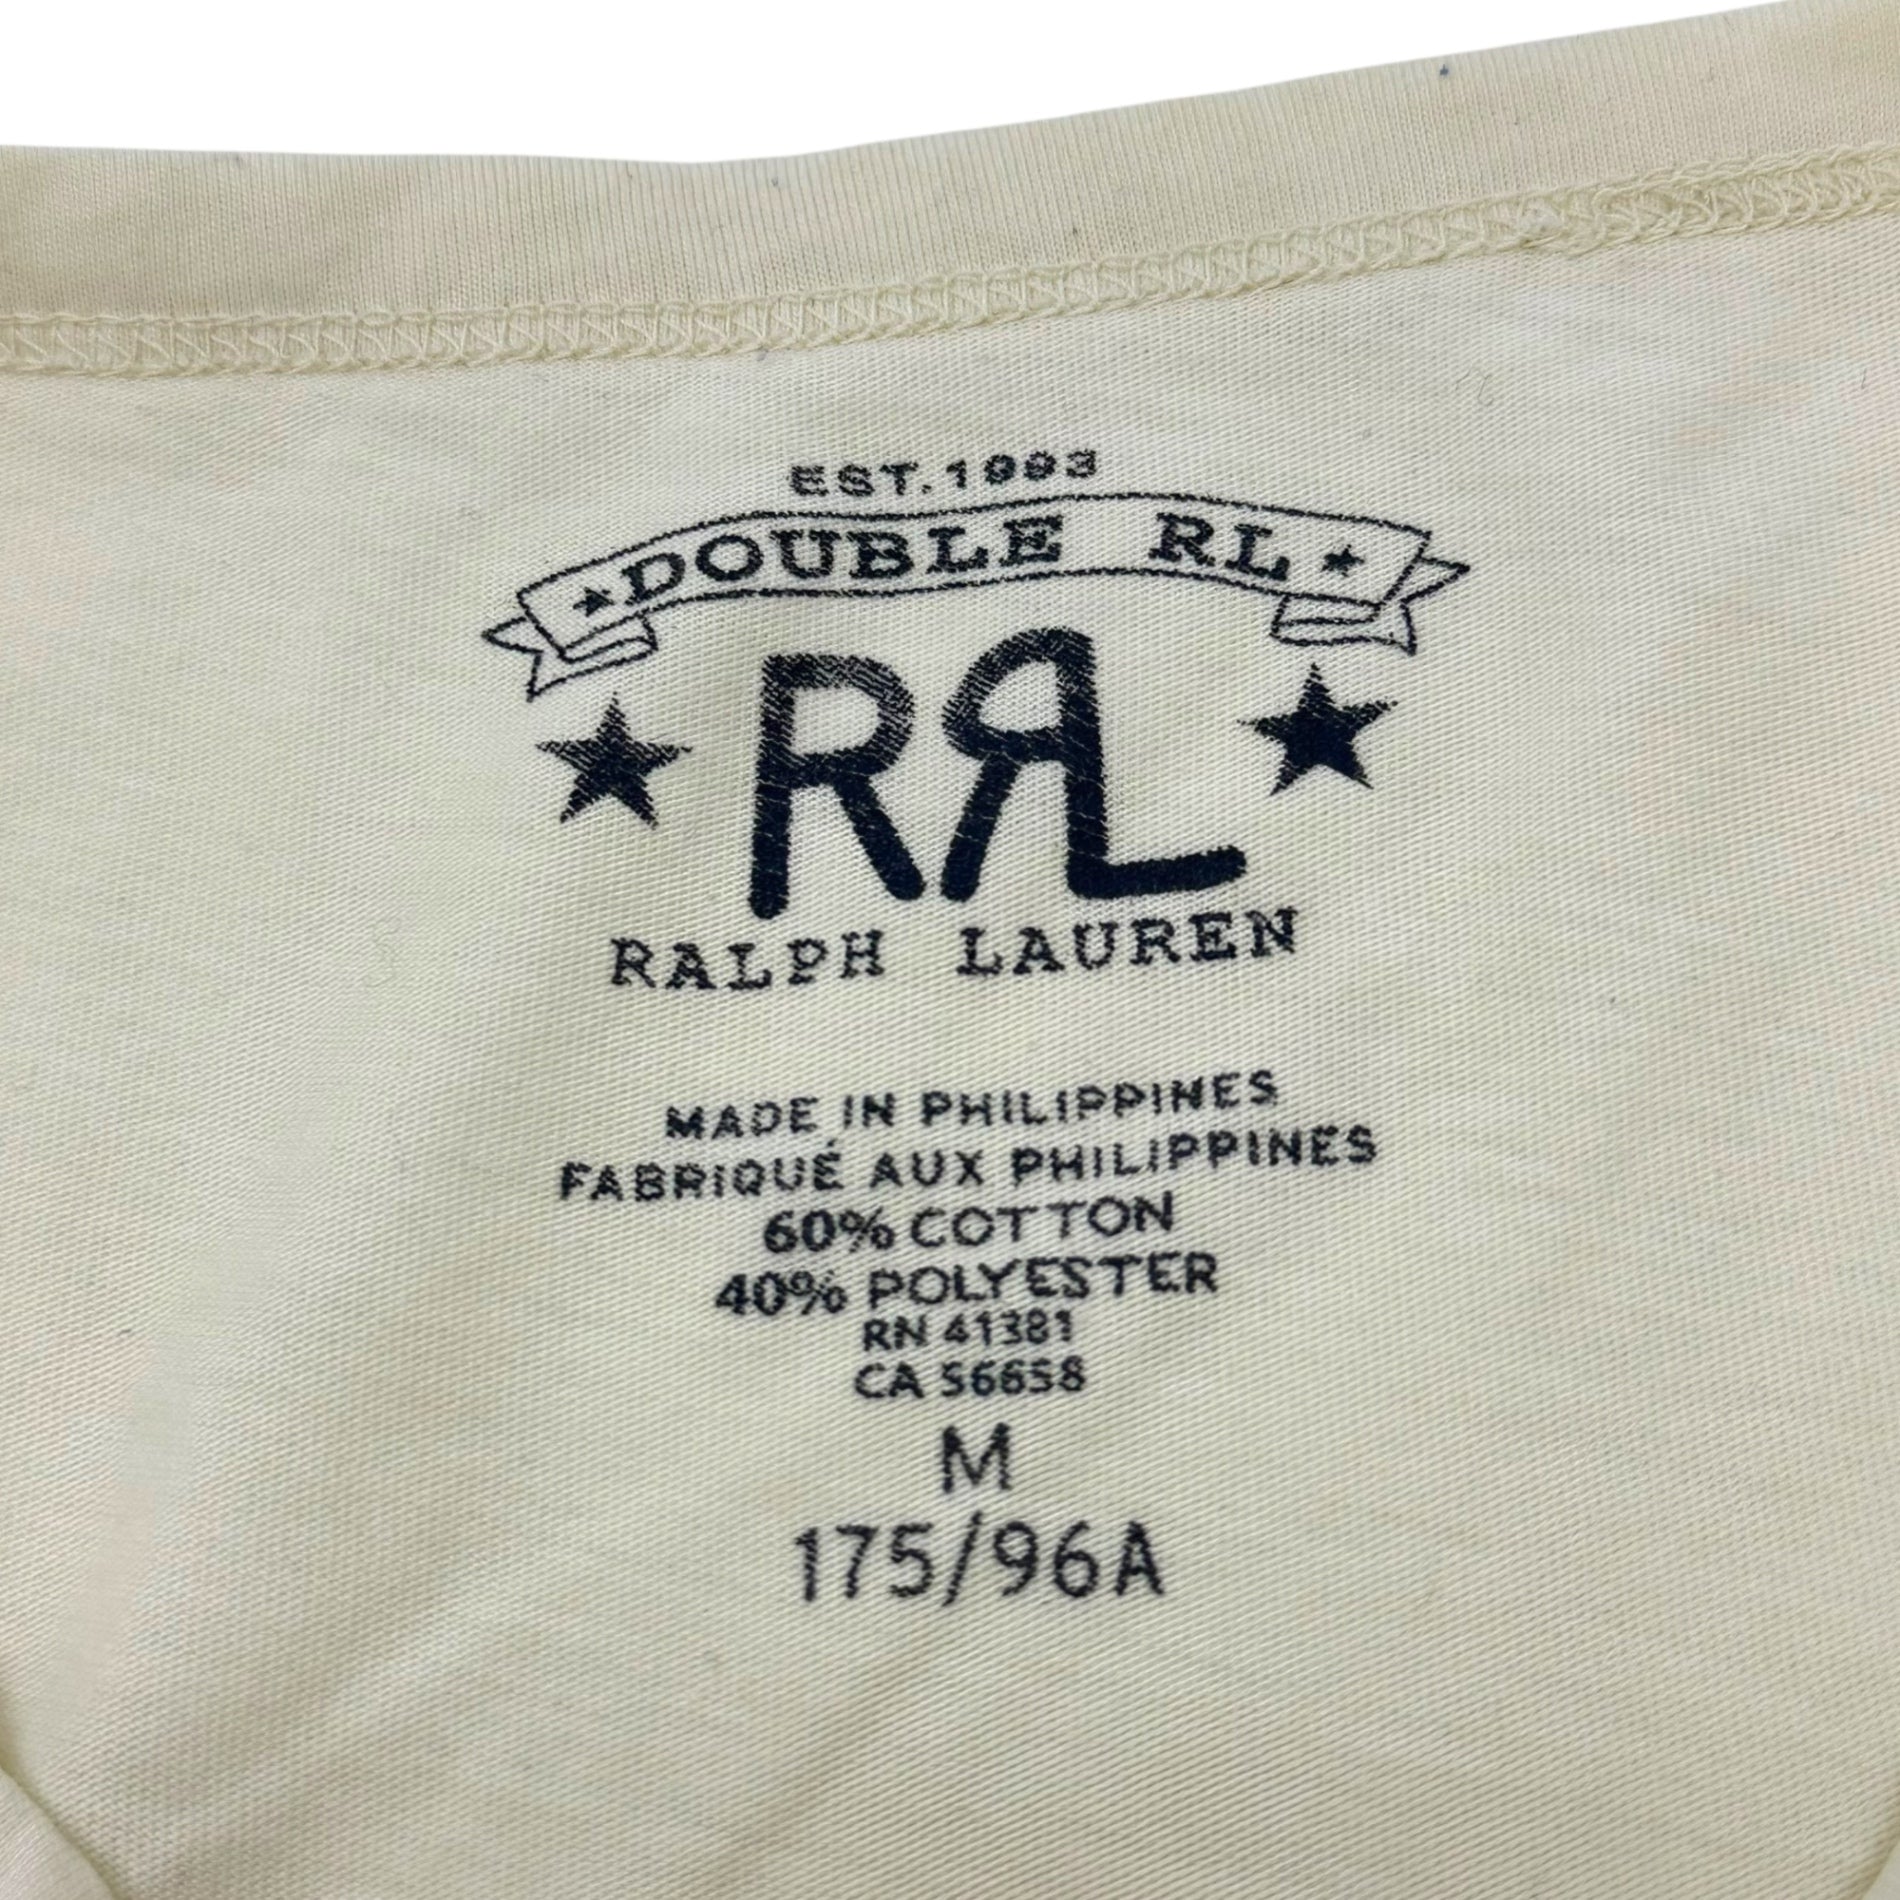 EST. 1993
DOUBLE RL
RRL
RALPH LAUREN
MADE IN PHILIPPINES
FABRIQUÉ AUX PHILIPPINES
60% COTTON
40% POLYESTER
RN 41381
CA 56658
M
175/96A